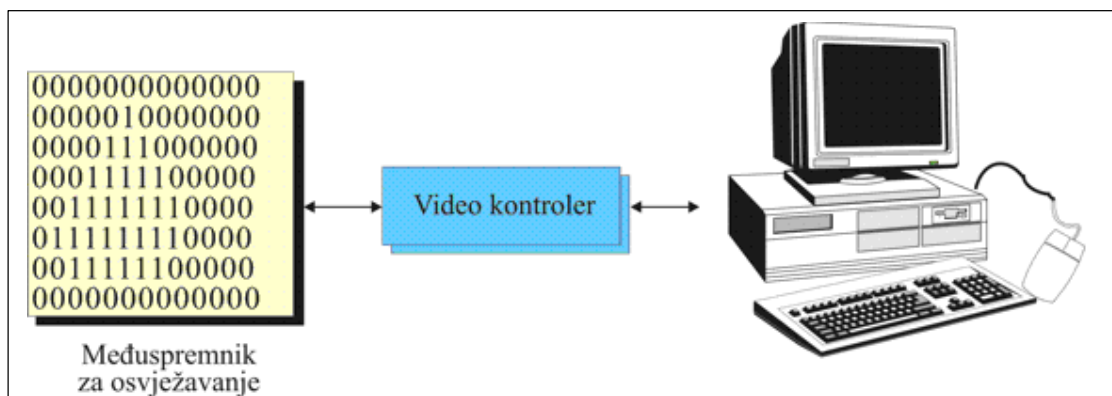 0000000000000
0000010000000
0000111000000
0001111100000
0011111110000
0111111110000
0011111100000
0000000000000
Video kontroler
Međuspremnik
za osvježavanje